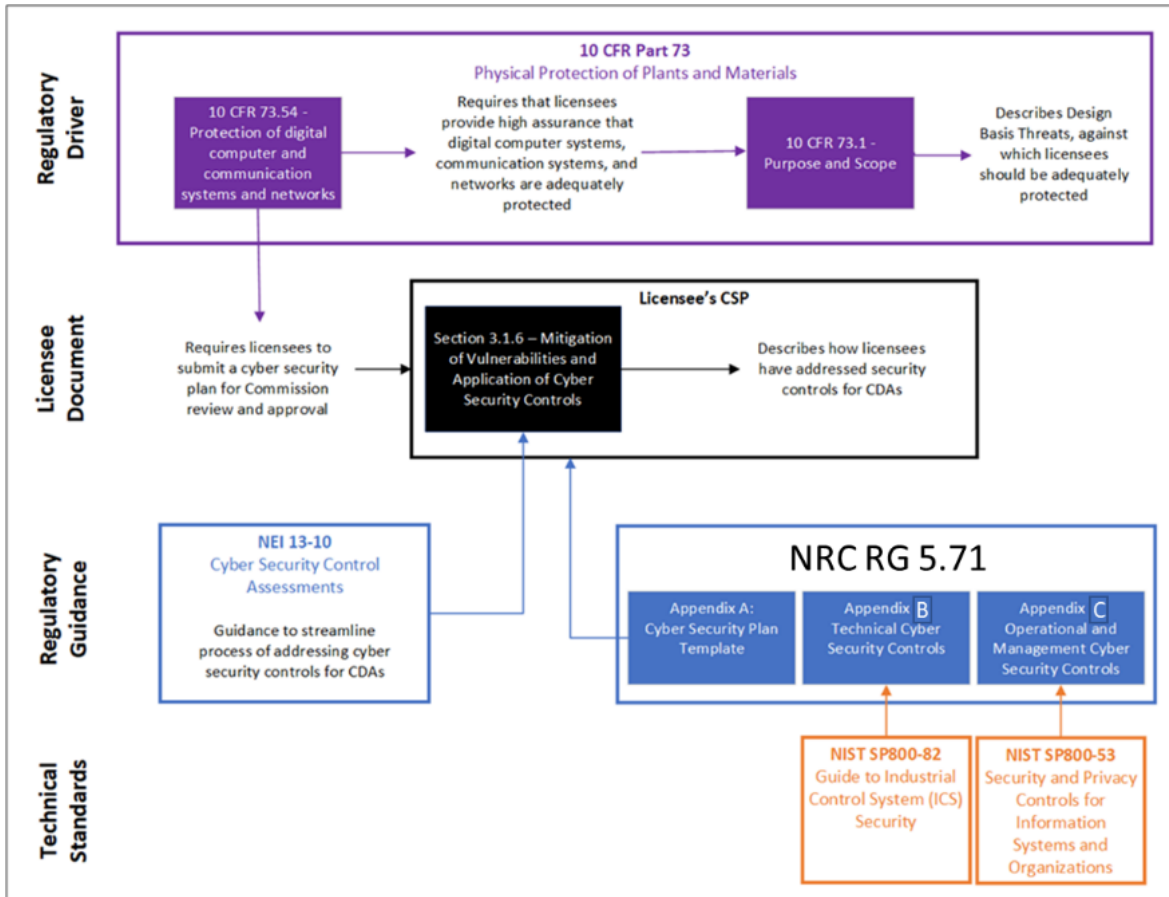 Regulatory
Driver
10 CFR Part 73
Physical Protection of Plants and Materials
10 CFR 73.54 -
Protection of digital
computer and
communication
systems and networks
Requires that licensees
provide high assurance that
digital computer systems,
communication systems, and
networks are adequately
protected
10 CFR 73.1 -
Purpose and Scope
Describes Design
Basis Threats, against
which licensees
should be adequately
protected
Licensee
Document
Requires licensees to
submit a cyber security
plan for Commission
review and approval
Licensee's CSP
Section 3.1.6 – Mitigation
of Vulnerabilities and
Application of Cyber
Security Controls
Describes how licensees
have addressed security
controls for CDAs
Regulatory
Guidance
NEI 13-10
Cyber Security Control
Assessments
Guidance to streamline
process of addressing cyber
security controls for CDAs
NRC RG 5.71
Appendix A:
Cyber Security Plan
Template
Appendix B
Technical Cyber
Security Controls
Appendix C
Operational and
Management Cyber
Security Controls
Technical
Standards
NIST SP800-82
Guide to Industrial
Control System (ICS)
Security
NIST SP800-53
Security and Privacy
Controls for
Information
Systems and
Organizations